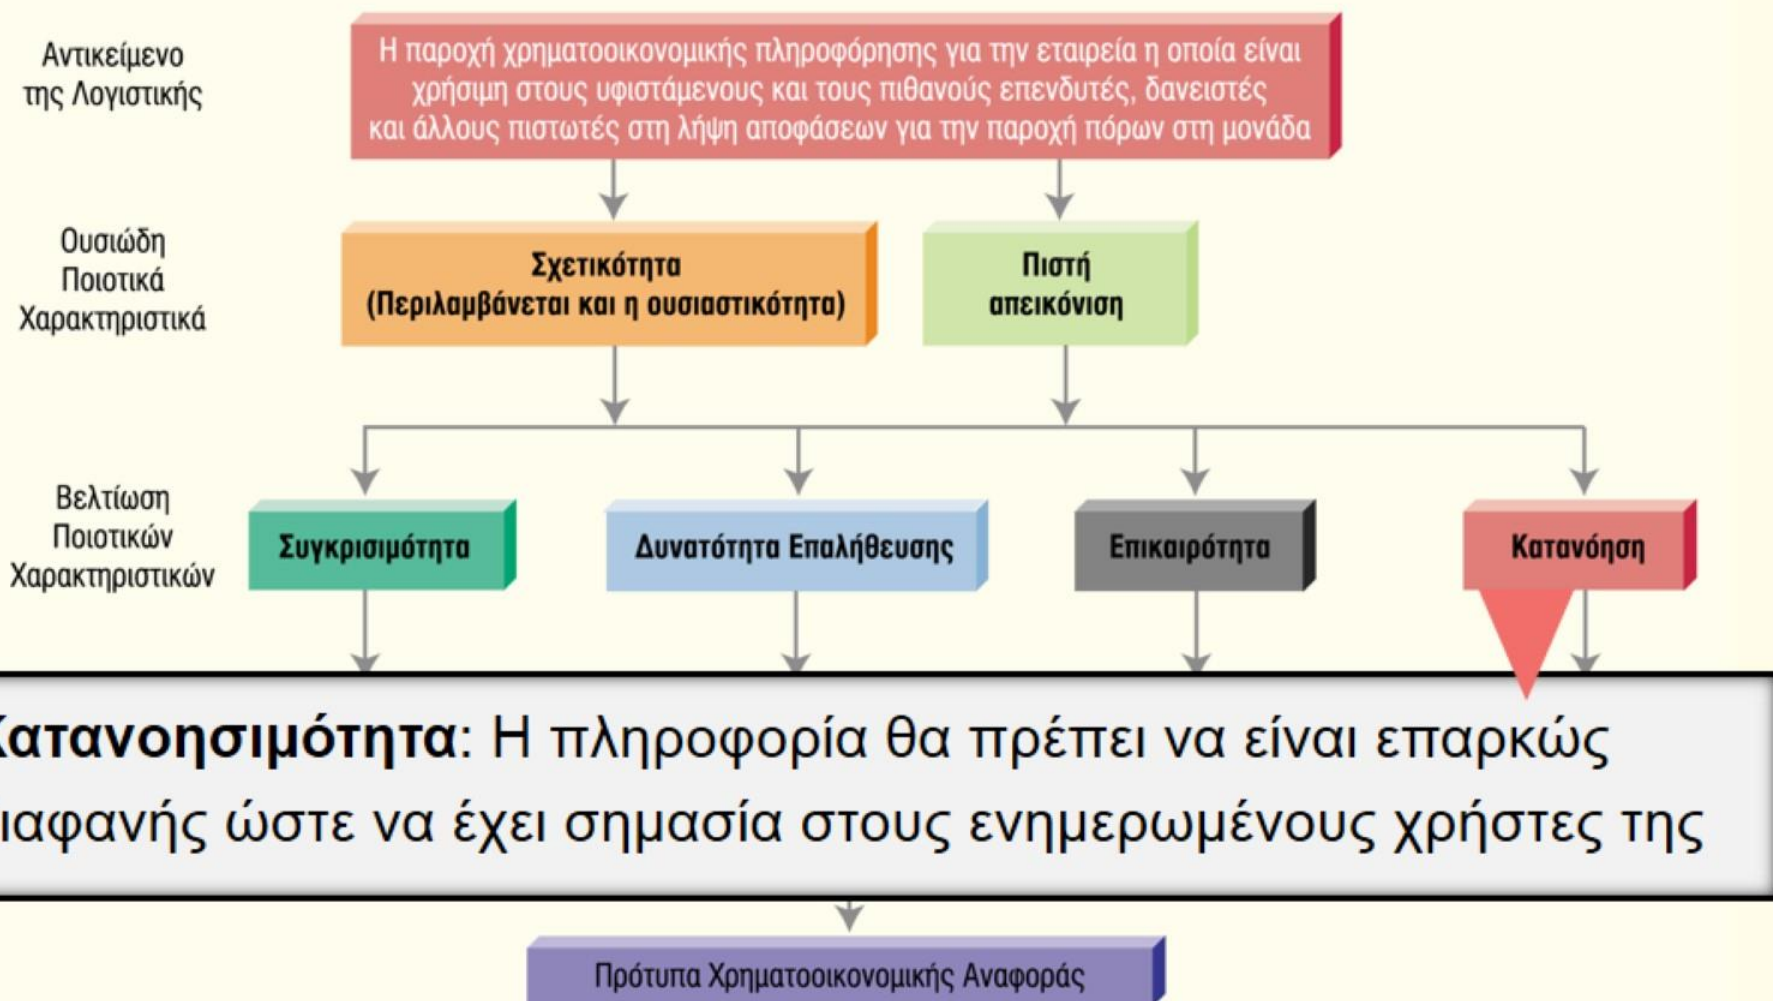 Αντικείμενο
της Λογιστικής
Η παροχή χρηματοοικονομικής πληροφόρησης για την εταιρεία η οποία είναι
χρήσιμη στους υφιστάμενους και τους πιθανούς επενδυτές, δανειστές
και άλλους πιστωτές στη λήψη αποφάσεων για την παροχή πόρων στη μονάδα
Ουσιώδη
Ποιοτικά
Χαρακτηριστικά
Σχετικότητα
(Περιλαμβάνεται και η ουσιαστικότητα)
Πιστή
απεικόνιση
Βελτίωση
Ποιοτικών
Χαρακτηριστικών
Συγκρισιμότητα
Δυνατότητα Επαλήθευσης
Επικαιρότητα
Κατανόηση
Κατανοησιμότητα: Η πληροφορία θα πρέπει να είναι επαρκώς
ιαφανής ώστε να έχει σημασία στους ενημερωμένους χρήστες της
Πρότυπα Χρηματοοικονομικής Αναφοράς